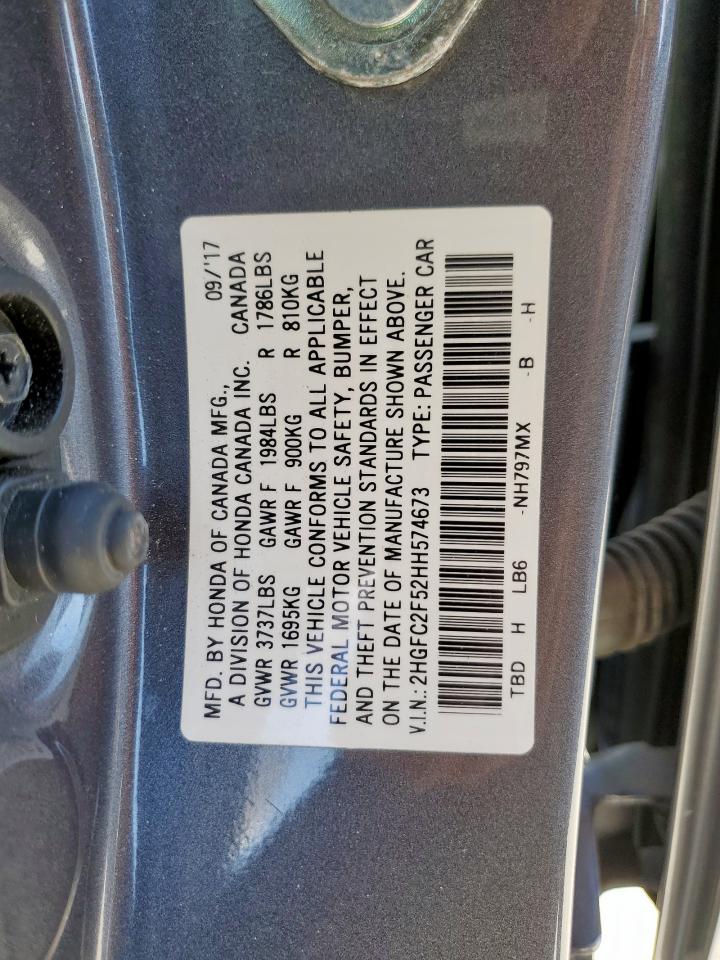 09/'17
MFD. BY HONDA OF CANADA MFG.,
A DIVISION OF HONDA CANADA INC. CANADA
GVWR 3737LBS GAWR F 1984LBS R 1786LBS
GVWR 1695KG GAWR F 900KG R 810KG
THIS VEHICLE CONFORMS TO ALL APPLICABLE
FEDERAL MOTOR VEHICLE SAFETY, BUMPER,
AND THEFT PREVENTION STANDARDS IN EFFECT
ON THE DATE OF MANUFACTURE SHOWN ABOVE.
V.I.N.: 2HGFC2F52HH574673 TYPE: PASSENGER CAR
TBD H LB6 -NH797MX -B -H